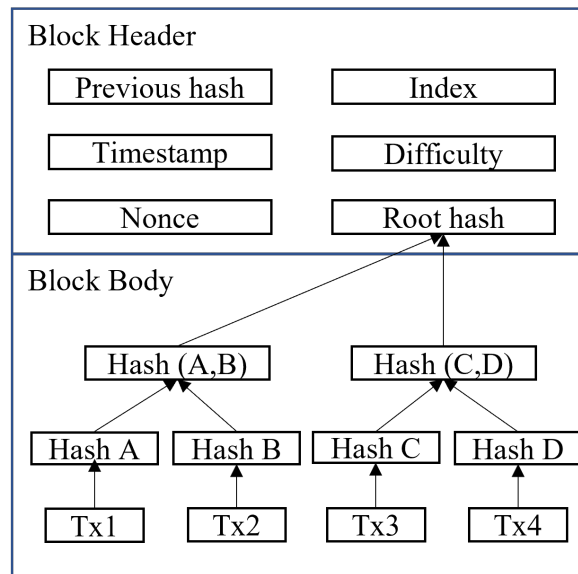 Block Header
Previous hash
Index
Timestamp
Difficulty
Nonce
Root hash
Block Body
Hash (A,B)
Hash (C,D)
Hash A
Hash B
Hash C
Hash D
Tx1
Tx2
Tx3
Tx4